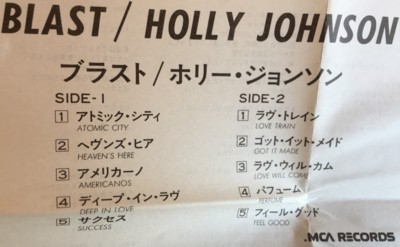 BLAST / HOLLY JOHNSON
ブラスト/ホリー・ジョンソン
SIDE-1
1 アトミック・シティ
ATOMIC CITY
2 ヘヴンズ・ヒア
HEAVEN'S HERE
3 アメリカーノ
AMERICANOS
4 ディープ・イン・ラヴ
DEEP IN LOVE
5 サクセス
SUCCESS
SIDE-2
1 ラヴ・トレイン
LOVE TRAIN
2 ゴット・イット・メイド
GOT IT MADE
3 ラヴ・ウィル・カム
LOVE WILL COME
4 パフューム
PERFUME
5 フィール・グッド
FEEL GOOD
.MCA RECORDS